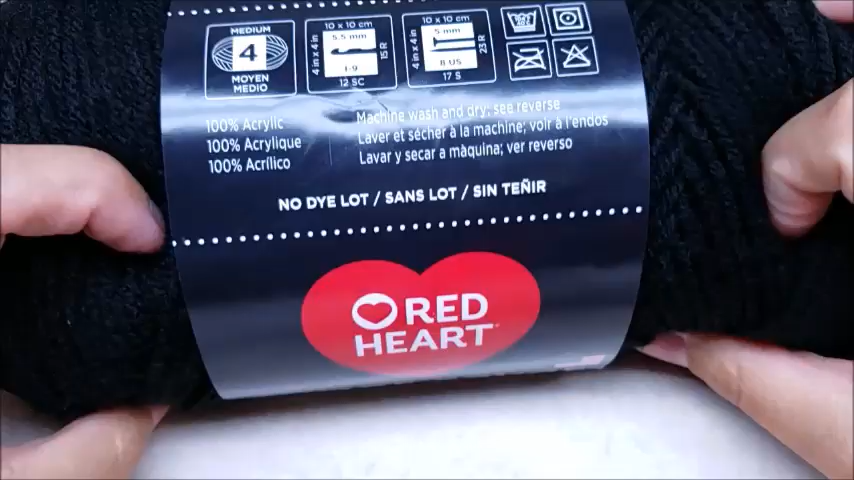 MEDIUM
4
MOYEN
MEDIO
10 x 10 cm
4 in x 4 in
5.5 mm
I-9
15 R
12 SC
10 x 10 cm
4 in x 4 in
5 mm
8 US
23 R
17 S
100% Acrylic
100% Acrylique
100% Acrílico
Machine wash and dry; see reverse
Laver et sécher à la machine; voir à l'endos
Lavar y secar a màquina; ver reverso
NO DYE LOT / SANS LOT / SIN TEÑIR
RED
HEART